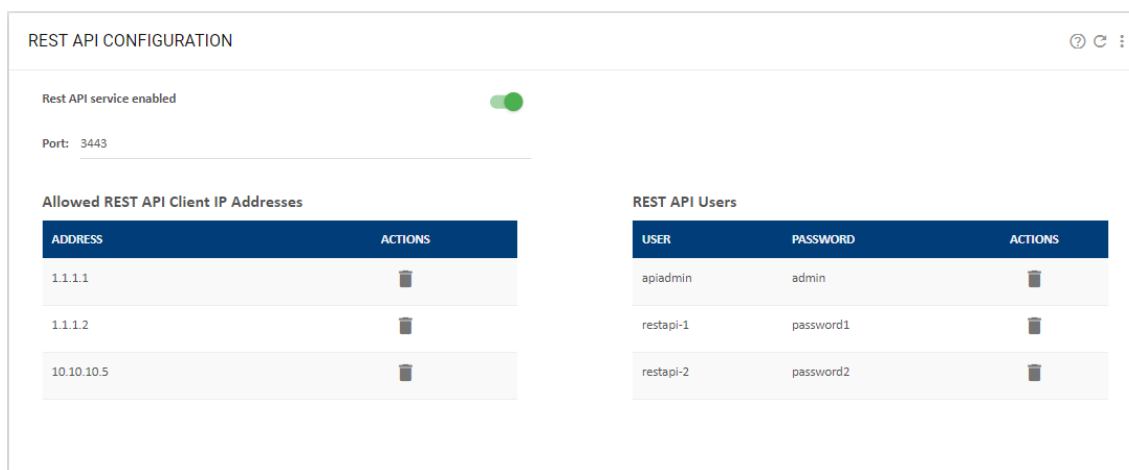 REST API CONFIGURATION
Rest API service enabled
Port: 3443
Allowed REST API Client IP Addresses
ADDRESS ACTIONS
1.1.1.1
1.1.1.2
10.10.10.5
REST API Users
USER PASSWORD ACTIONS
apiadmin admin
restapi-1 password1
restapi-2 password2